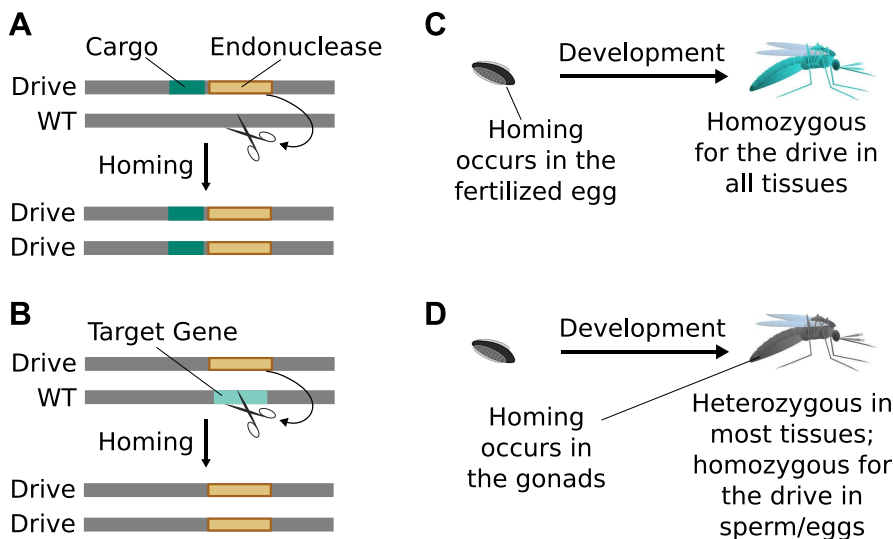 A
Cargo
Endonuclease
Drive
WT
Homing
Drive
Drive
B
Target Gene
Drive
WT
Homing
Drive
Drive
C
Development
Homing
occurs in the
fertilized egg
Homozygous
for the drive in
all tissues
D
Development
Homing
occurs in
the gonads
Heterozygous in
most tissues;
homozygous for
the drive in
sperm/eggs